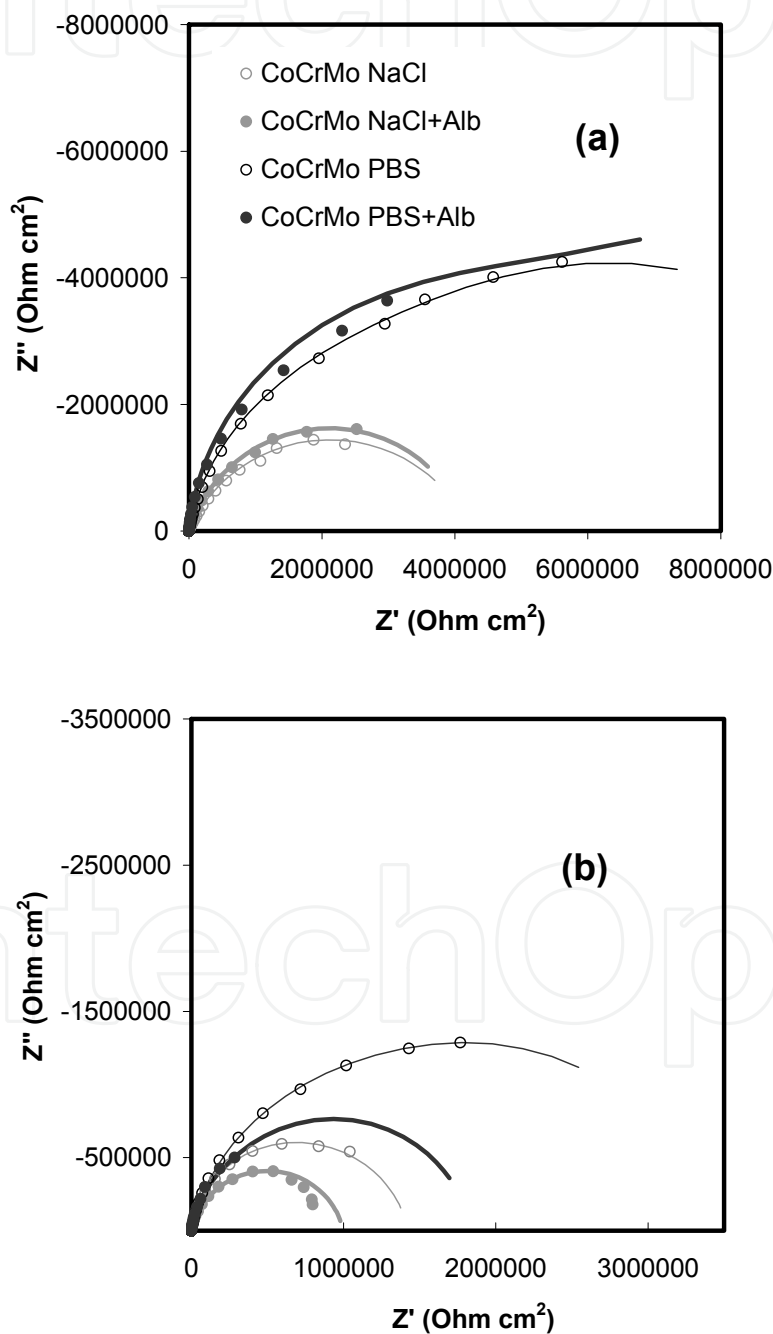 -8000000
CoCrMo NaCl
CoCrMo NaCl+Alb
(a)
-6000000
CoCrMo PBS
CoCrMo PBS+Alb
Z'' (Ohm cm²)
-4000000
-2000000
0
0 2000000 4000000 6000000 8000000
Z' (Ohm cm²)
-3500000
(b)
-2500000
ntechOp
Z'' (Ohm cm²)
-1500000
-500000
0 1000000 2000000 3000000
Z' (Ohm cm²)